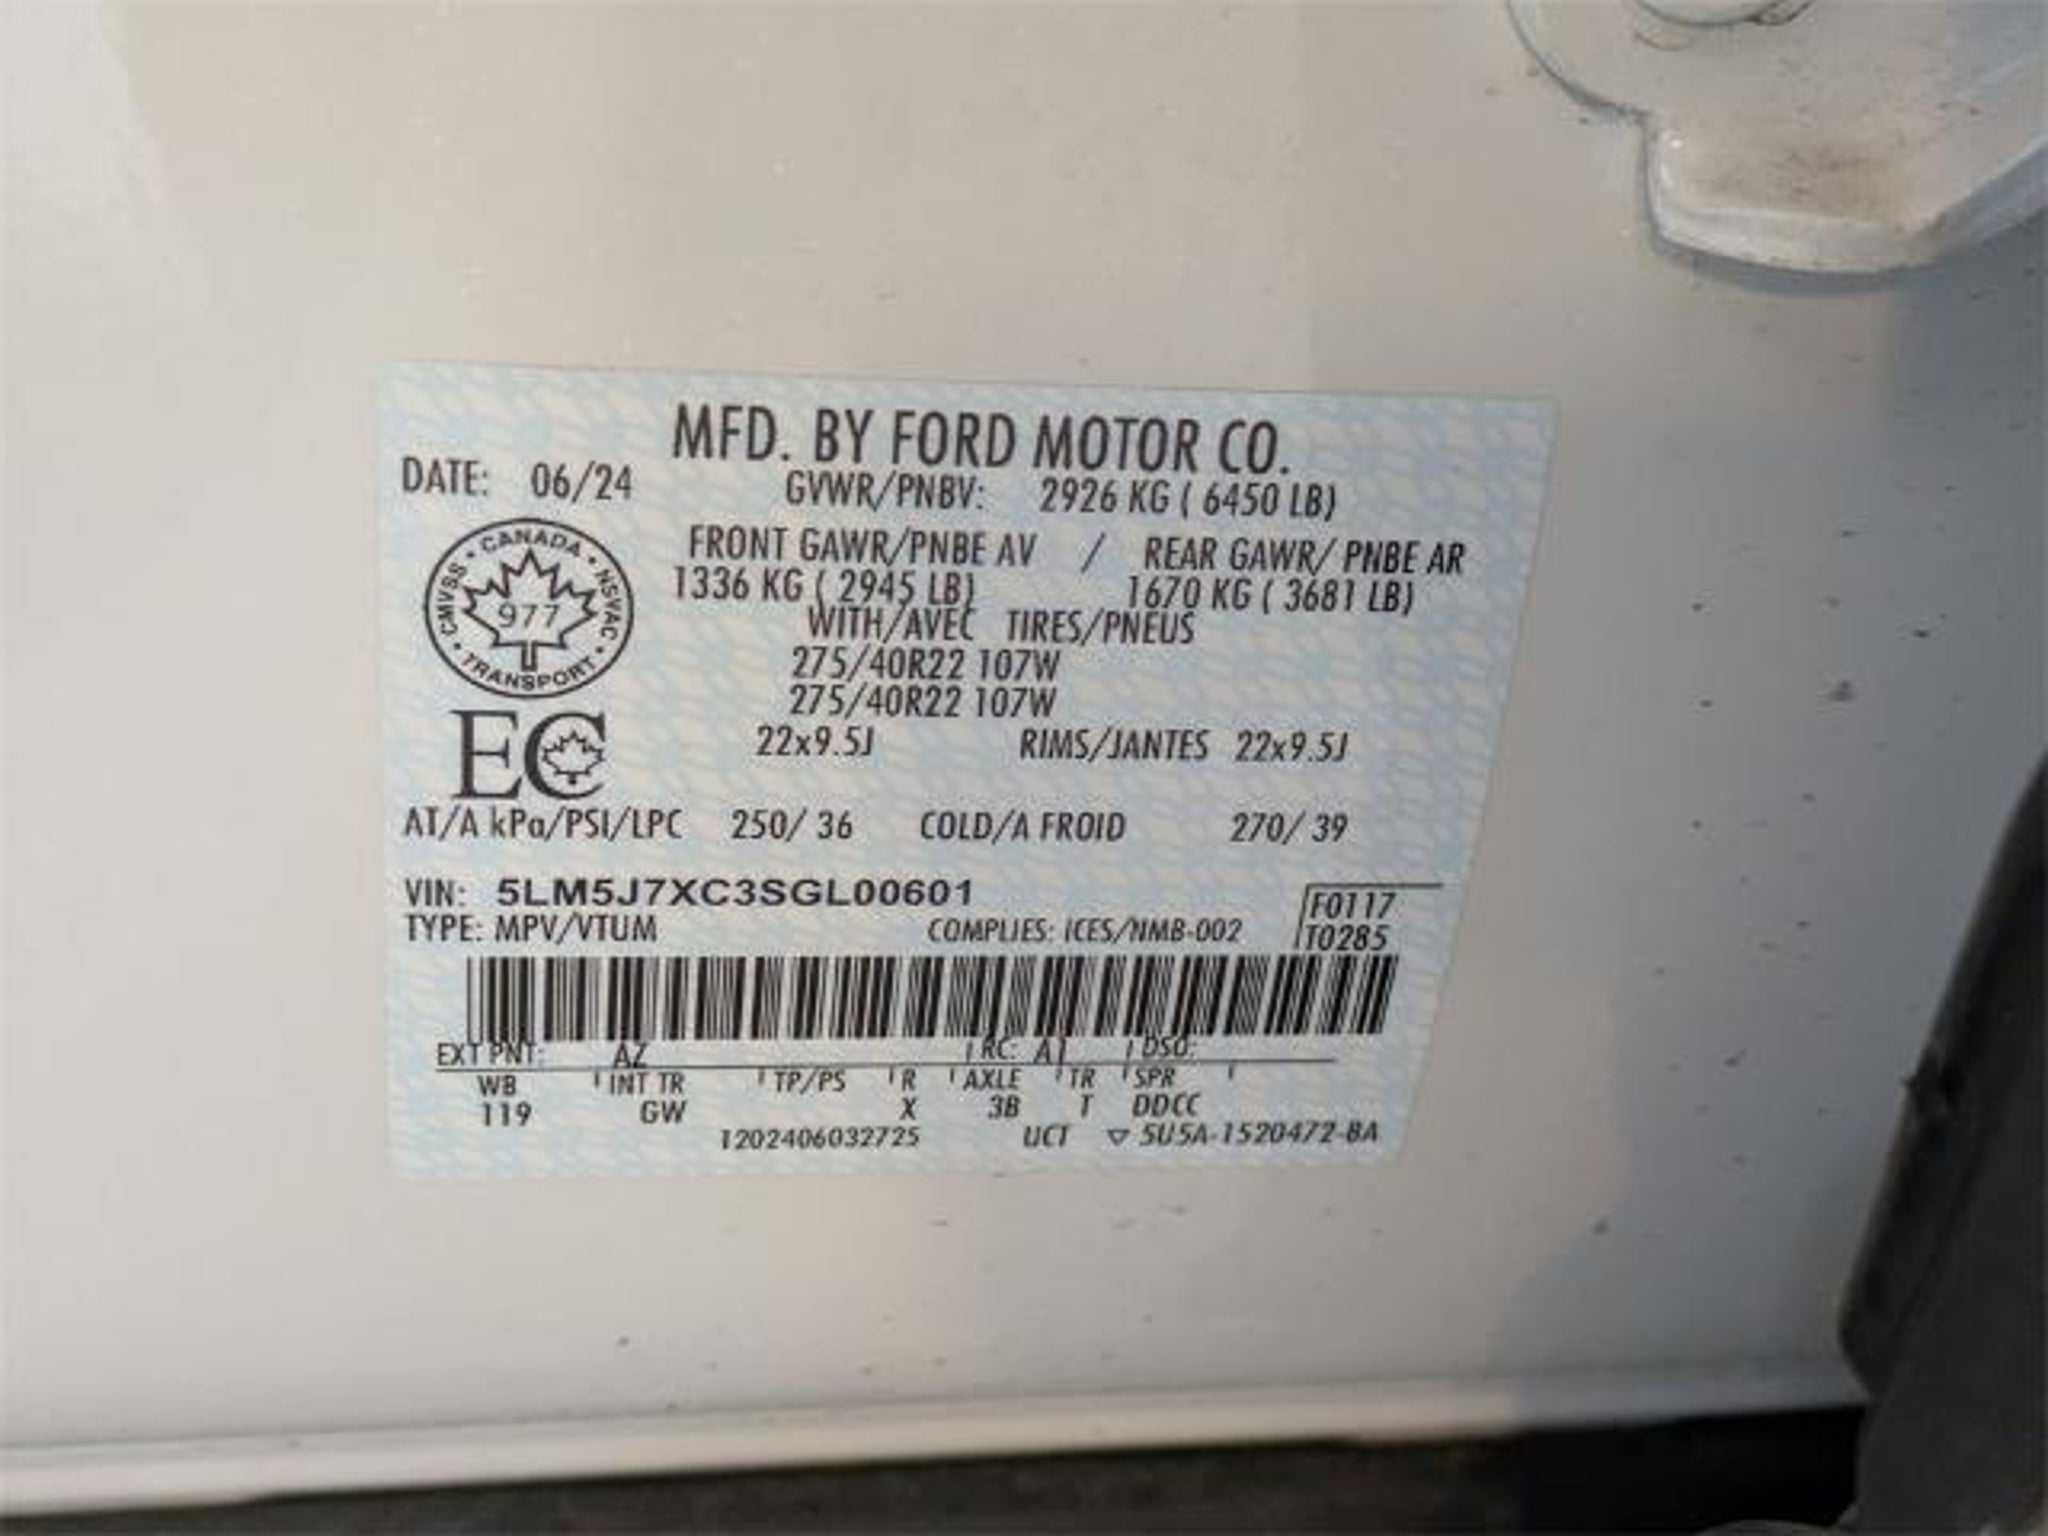 MFD. BY FORD MOTOR CO.
DATE: 06/24
GVWR/PNBV: 2926 KG ( 6450 LB)
FRONT GAWR/PNBE AV / REAR GAWR/ PNBE AR
1336 KG ( 2945 LB) 1670 KG ( 3681 LB)
WITH/AVEC TIRES/PNEUS
275/40R22 107W
275/40R22 107W
22x9.5J RIMS/JANTES 22x9.5J
CANADA
CMVSS 977 NSVAC
TRANSPORT
EC
AT/A kPa/PSI/LPC 250/ 36 COLD/A FROID 270/ 39
VIN: 5LM5J7XC3SGL00601
F0117
TYPE: MPV/VTUM COMPLIES: ICES/NMB-002 T0285
EXT PNT: AZ RC: A1 DSO:
WB INT TR TP/PS R AXLE TR SPR
119 GW X 3B T DDCC
1202406032725 UCT ▽ 5U5A-1520472-BA